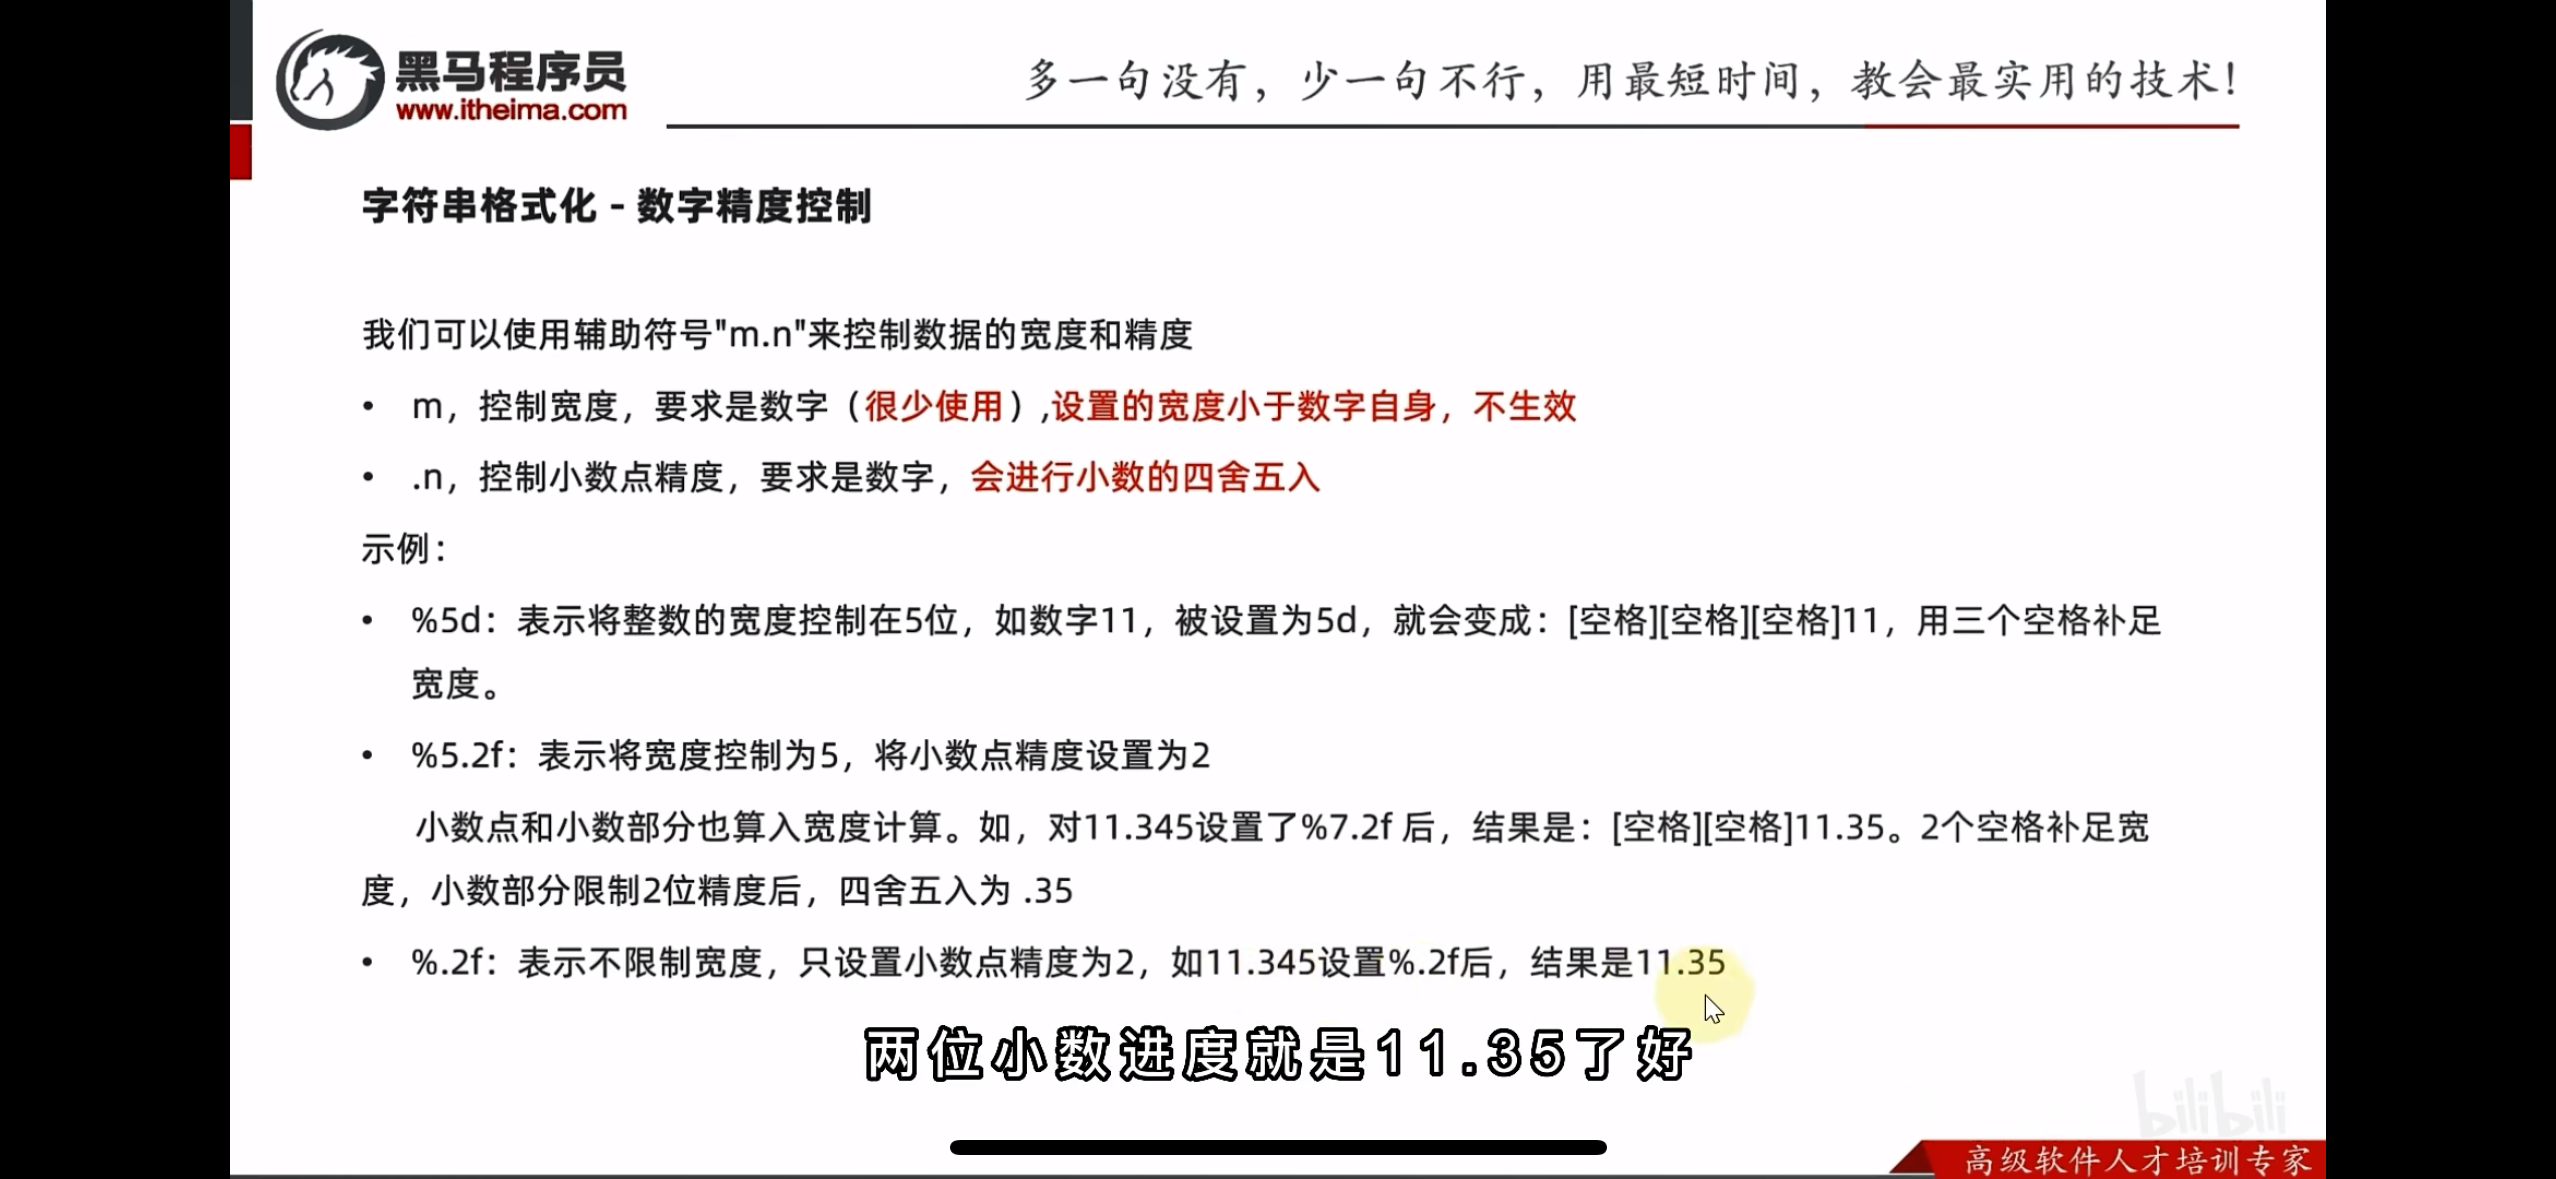 黑马程序员
www.itheima.com
多一句没有，少一句不行，用最短时间，教会最实用的技术！
字符串格式化 - 数字精度控制
我们可以使用辅助符号"m.n"来控制数据的宽度和精度
• m，控制宽度，要求是数字（很少使用）,设置的宽度小于数字自身，不生效
• .n，控制小数点精度，要求是数字，会进行小数的四舍五入
示例：
• %5d：表示将整数的宽度控制在5位，如数字11，被设置为5d，就会变成：[空格][空格][空格]11，用三个空格补足
宽度。
• %5.2f：表示将宽度控制为5，将小数点精度设置为2
小数点和小数部分也算入宽度计算。如，对11.345设置了%7.2f 后，结果是：[空格][空格]11.35。2个空格补足宽
度，小数部分限制2位精度后，四舍五入为 .35
• %.2f：表示不限制宽度，只设置小数点精度为2，如11.345设置%.2f后，结果是11.35
两位小数进度就是11.35了好
bilibili
高级软件人才培训专家